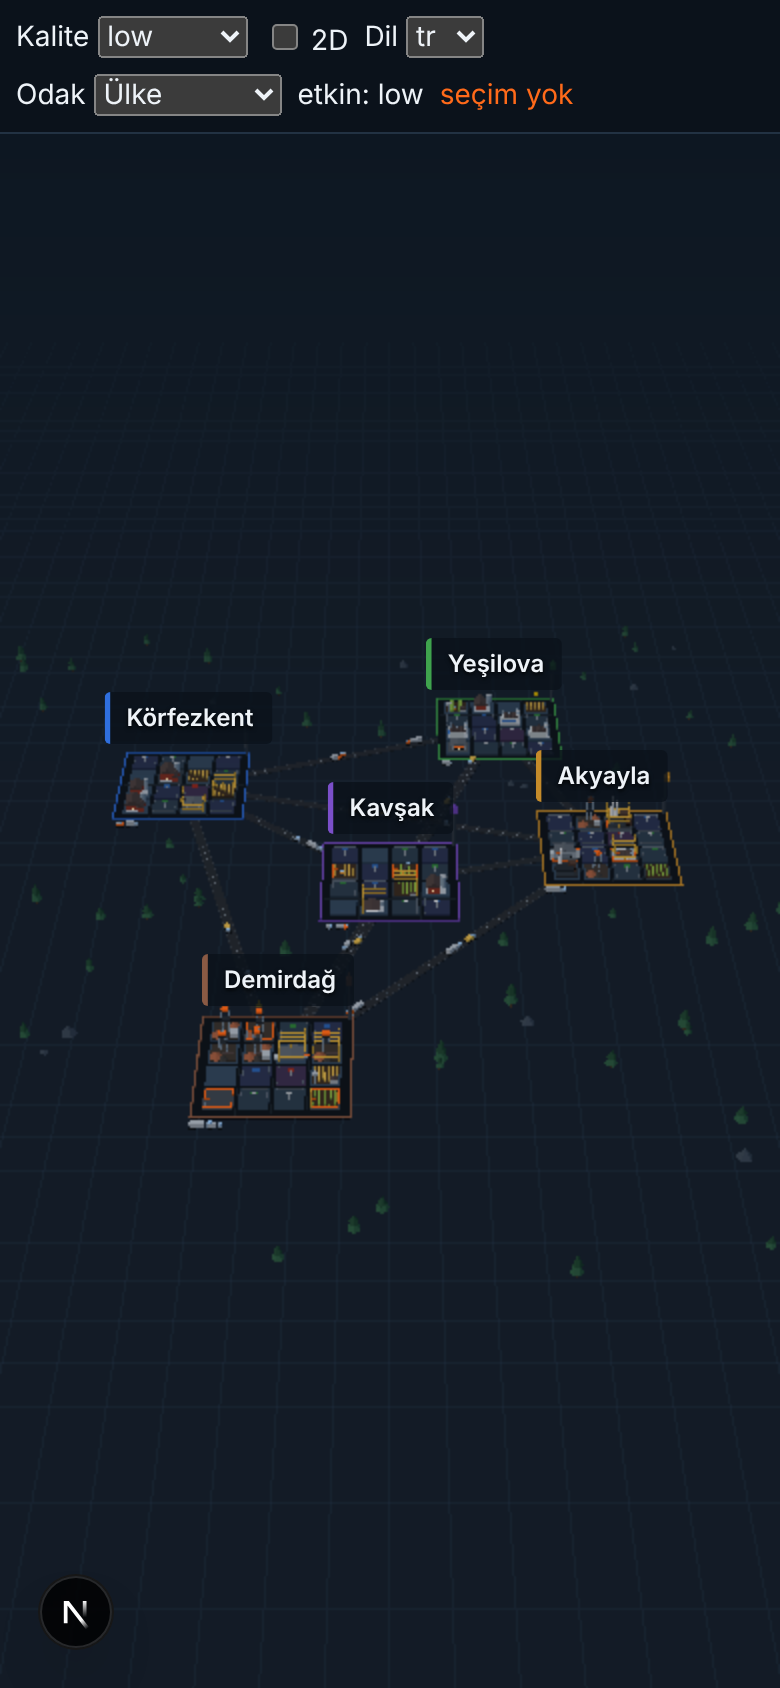 Kalite low 2D Dil tr
Odak Ülke etkin: low seçim yok
Yeşilova
Körfezkent
Akyayla
Kavşak
Demirdağ
N